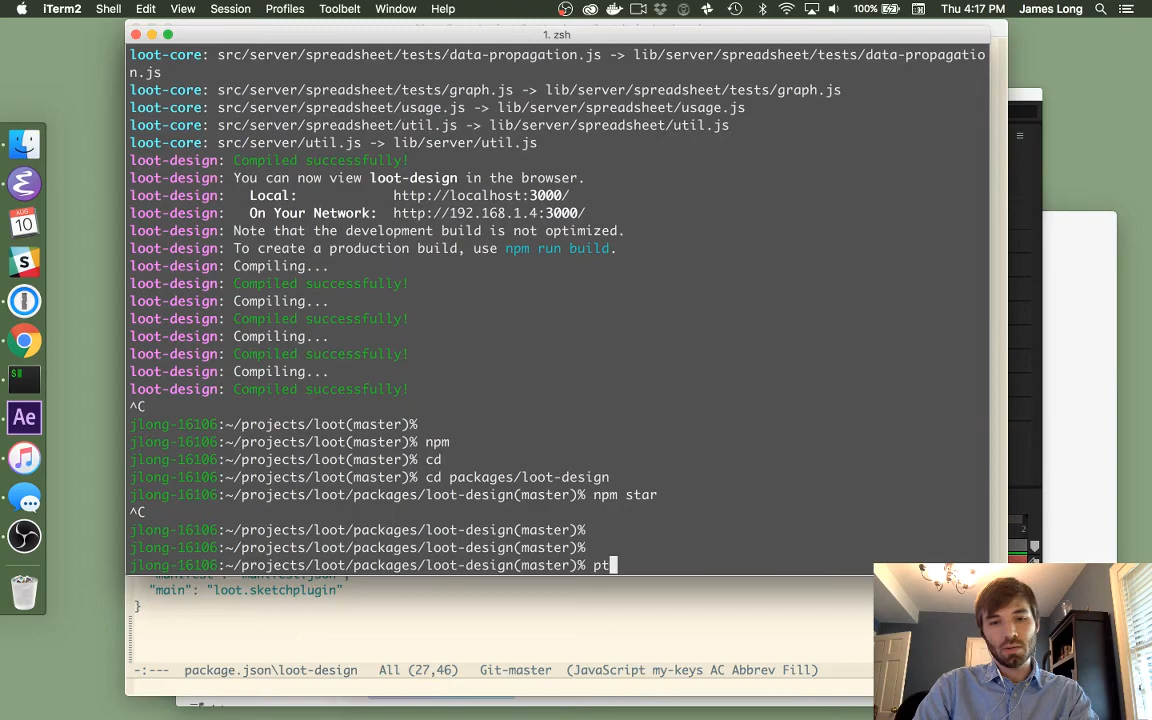 iTerm2 Shell Edit View Session Profiles Toolbelt Window Help 100% Thu 4:17 PM James Long
1. zsh
loot-core: src/server/spreadsheet/tests/data-propagation.js -> lib/server/spreadsheet/tests/data-propagatio
n.js
loot-core: src/server/spreadsheet/tests/graph.js -> lib/server/spreadsheet/tests/graph.js
loot-core: src/server/spreadsheet/usage.js -> lib/server/spreadsheet/usage.js
loot-core: src/server/spreadsheet/util.js -> lib/server/spreadsheet/util.js
loot-core: src/server/util.js -> lib/server/util.js
loot-design: Compiled successfully!
loot-design: You can now view loot-design in the browser.
loot-design:   Local:            http://localhost:3000/
loot-design:   On Your Network:  http://192.168.1.4:3000/
loot-design: Note that the development build is not optimized.
loot-design: To create a production build, use npm run build.
loot-design: Compiling...
loot-design: Compiled successfully!
loot-design: Compiling...
loot-design: Compiled successfully!
loot-design: Compiling...
loot-design: Compiled successfully!
loot-design: Compiling...
loot-design: Compiled successfully!
^C
jlong-16106:~/projects/loot(master)%
jlong-16106:~/projects/loot(master)% npm
jlong-16106:~/projects/loot(master)% cd
jlong-16106:~/projects/loot(master)% cd packages/loot-design
jlong-16106:~/projects/loot/packages/loot-design(master)% npm star
^C
jlong-16106:~/projects/loot/packages/loot-design(master)%
jlong-16106:~/projects/loot/packages/loot-design(master)%
jlong-16106:~/projects/loot/packages/loot-design(master)% pt
"manifest": "manifest.json",
"main": "loot.sketchplugin"
}
-:--- package.json\loot-design All (27,46) Git-master (JavaScript my-keys AC Abbrev Fill)
AUG
10
S
$
Ae
2